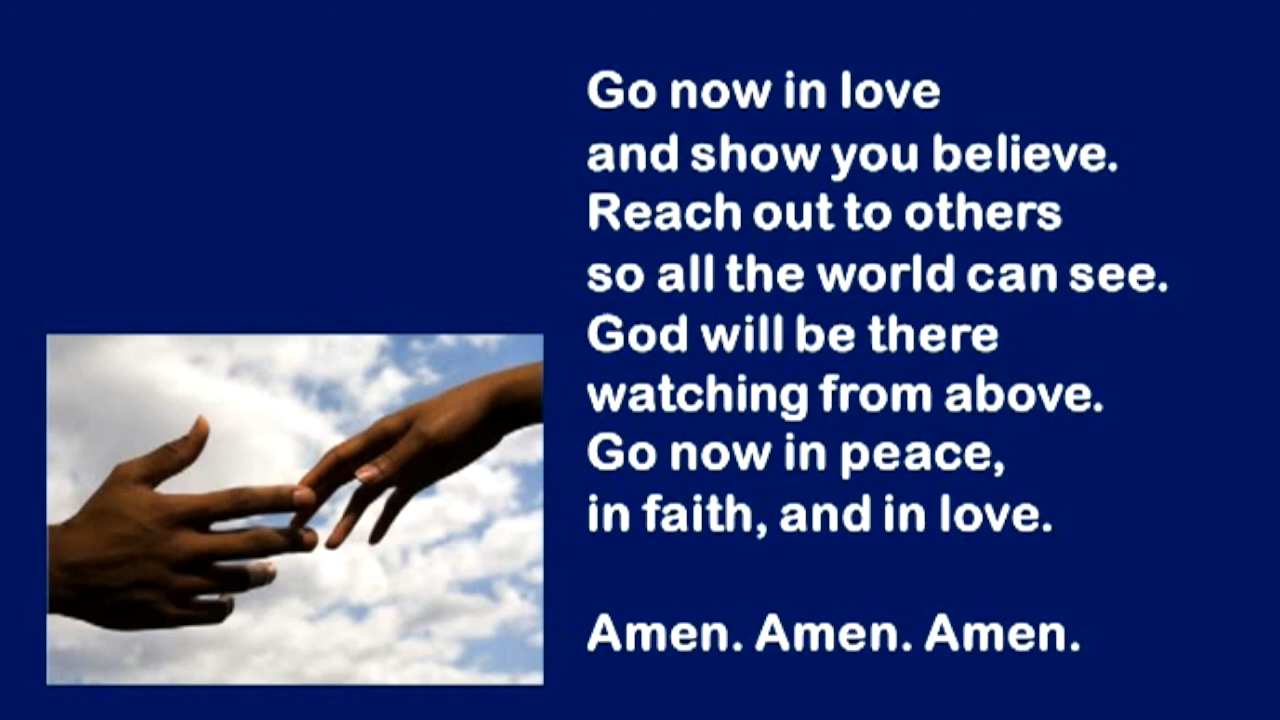 Go now in love
and show you believe.
Reach out to others
so all the world can see.
God will be there
watching from above.
Go now in peace,
in faith, and in love.
Amen. Amen. Amen.